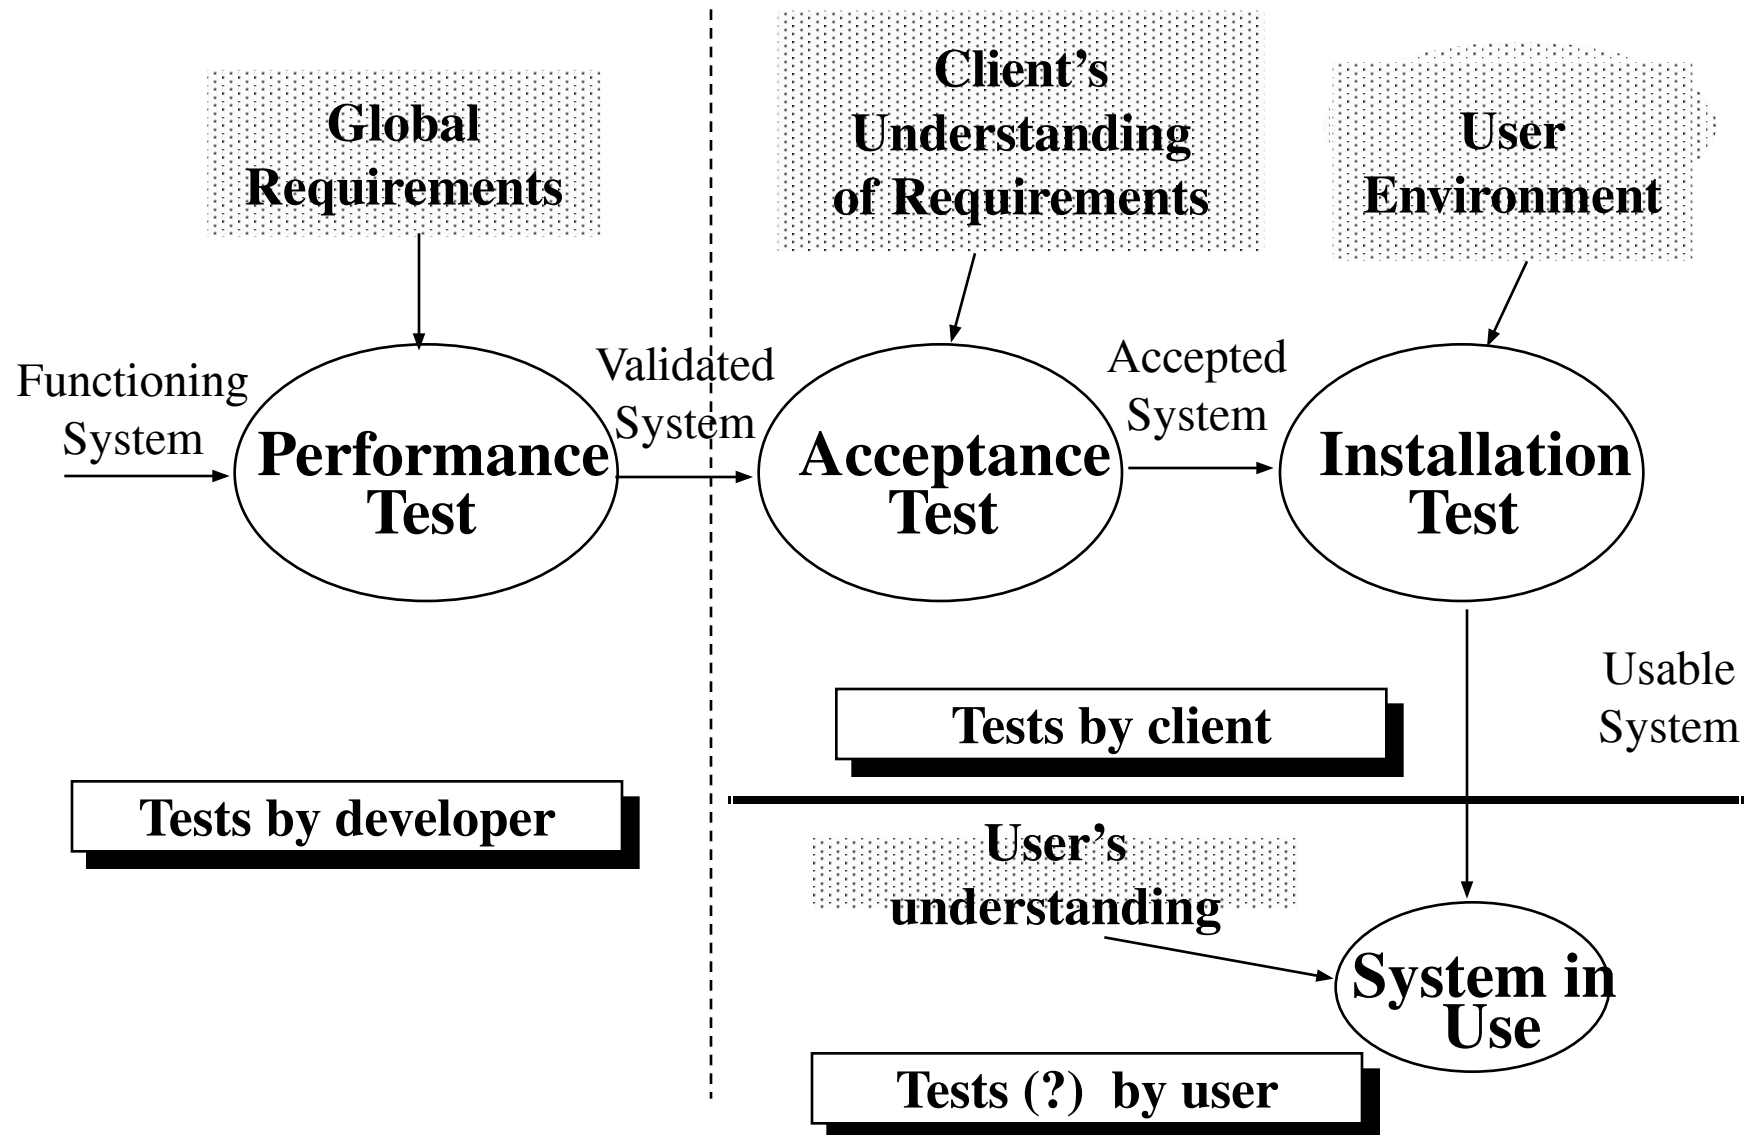 Global
Requirements
Client’s
Understanding
of Requirements
User
Environment
Functioning
System
Performance
Test
Validated
System
Acceptance
Test
Accepted
System
Installation
Test
Usable
System
Tests by client
Tests by developer
User’s
understanding
System in
Use
Tests (?)  by user